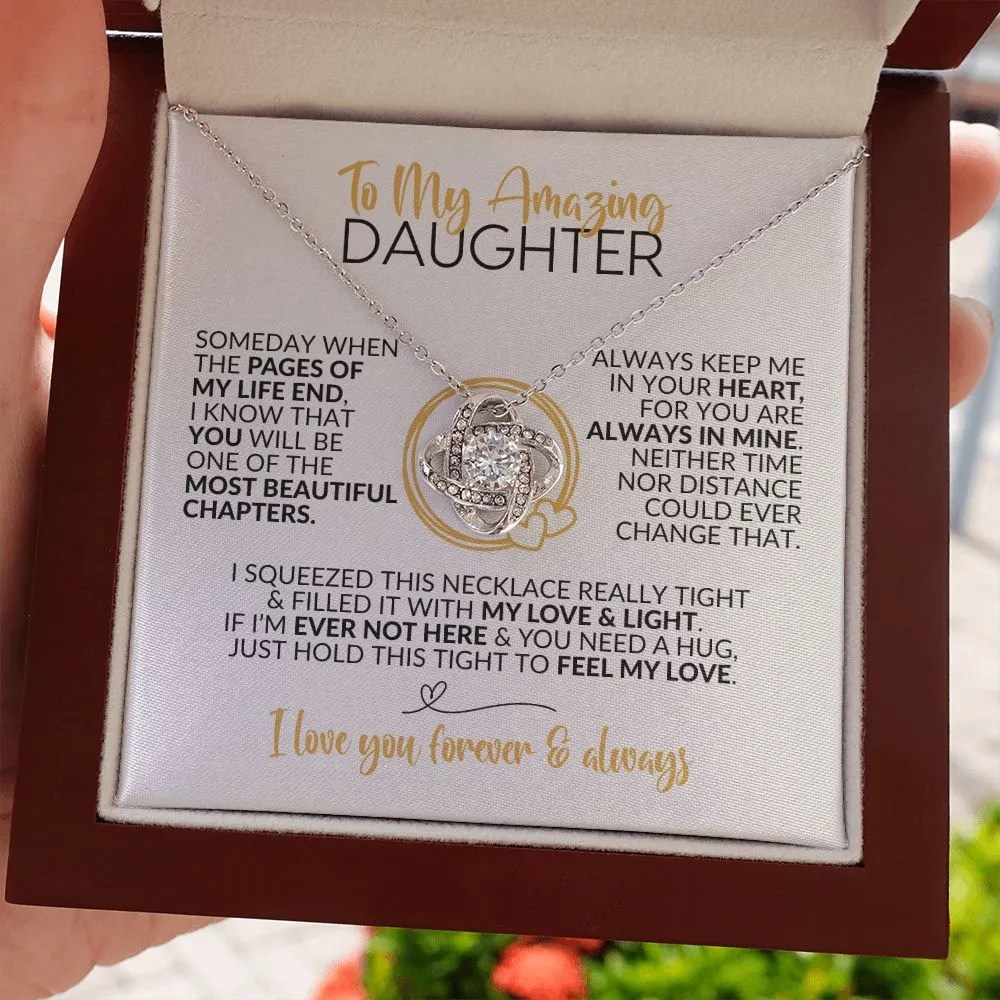 To My Amazing
DAUGHTER
SOMEDAY WHEN
THE PAGES OF
MY LIFE END,
I KNOW THAT
YOU WILL BE
ONE OF THE
MOST BEAUTIFUL
CHAPTERS.
ALWAYS KEEP ME
IN YOUR HEART,
FOR YOU ARE
ALWAYS IN MINE.
NEITHER TIME
NOR DISTANCE
COULD EVER
CHANGE THAT.
I SQUEEZED THIS NECKLACE REALLY TIGHT
& FILLED IT WITH MY LOVE & LIGHT.
IF I'M EVER NOT HERE & YOU NEED A HUG,
JUST HOLD THIS TIGHT TO FEEL MY LOVE.
I love you forever & always